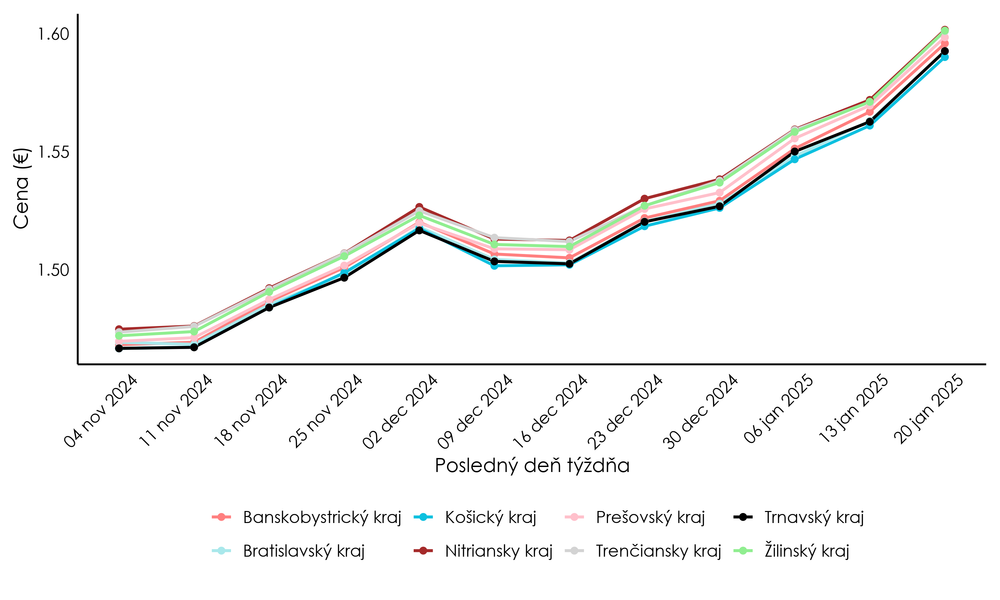 Cena (€)
1.60
1.55
1.50
04 nov 2024
11 nov 2024
18 nov 2024
25 nov 2024
02 dec 2024
09 dec 2024
16 dec 2024
23 dec 2024
30 dec 2024
06 jan 2025
13 jan 2025
20 jan 2025
Posledný deň týždňa
Banskobystrický kraj
Košický kraj
Prešovský kraj
Trnavský kraj
Bratislavský kraj
Nitriansky kraj
Trenčiansky kraj
Žilinský kraj